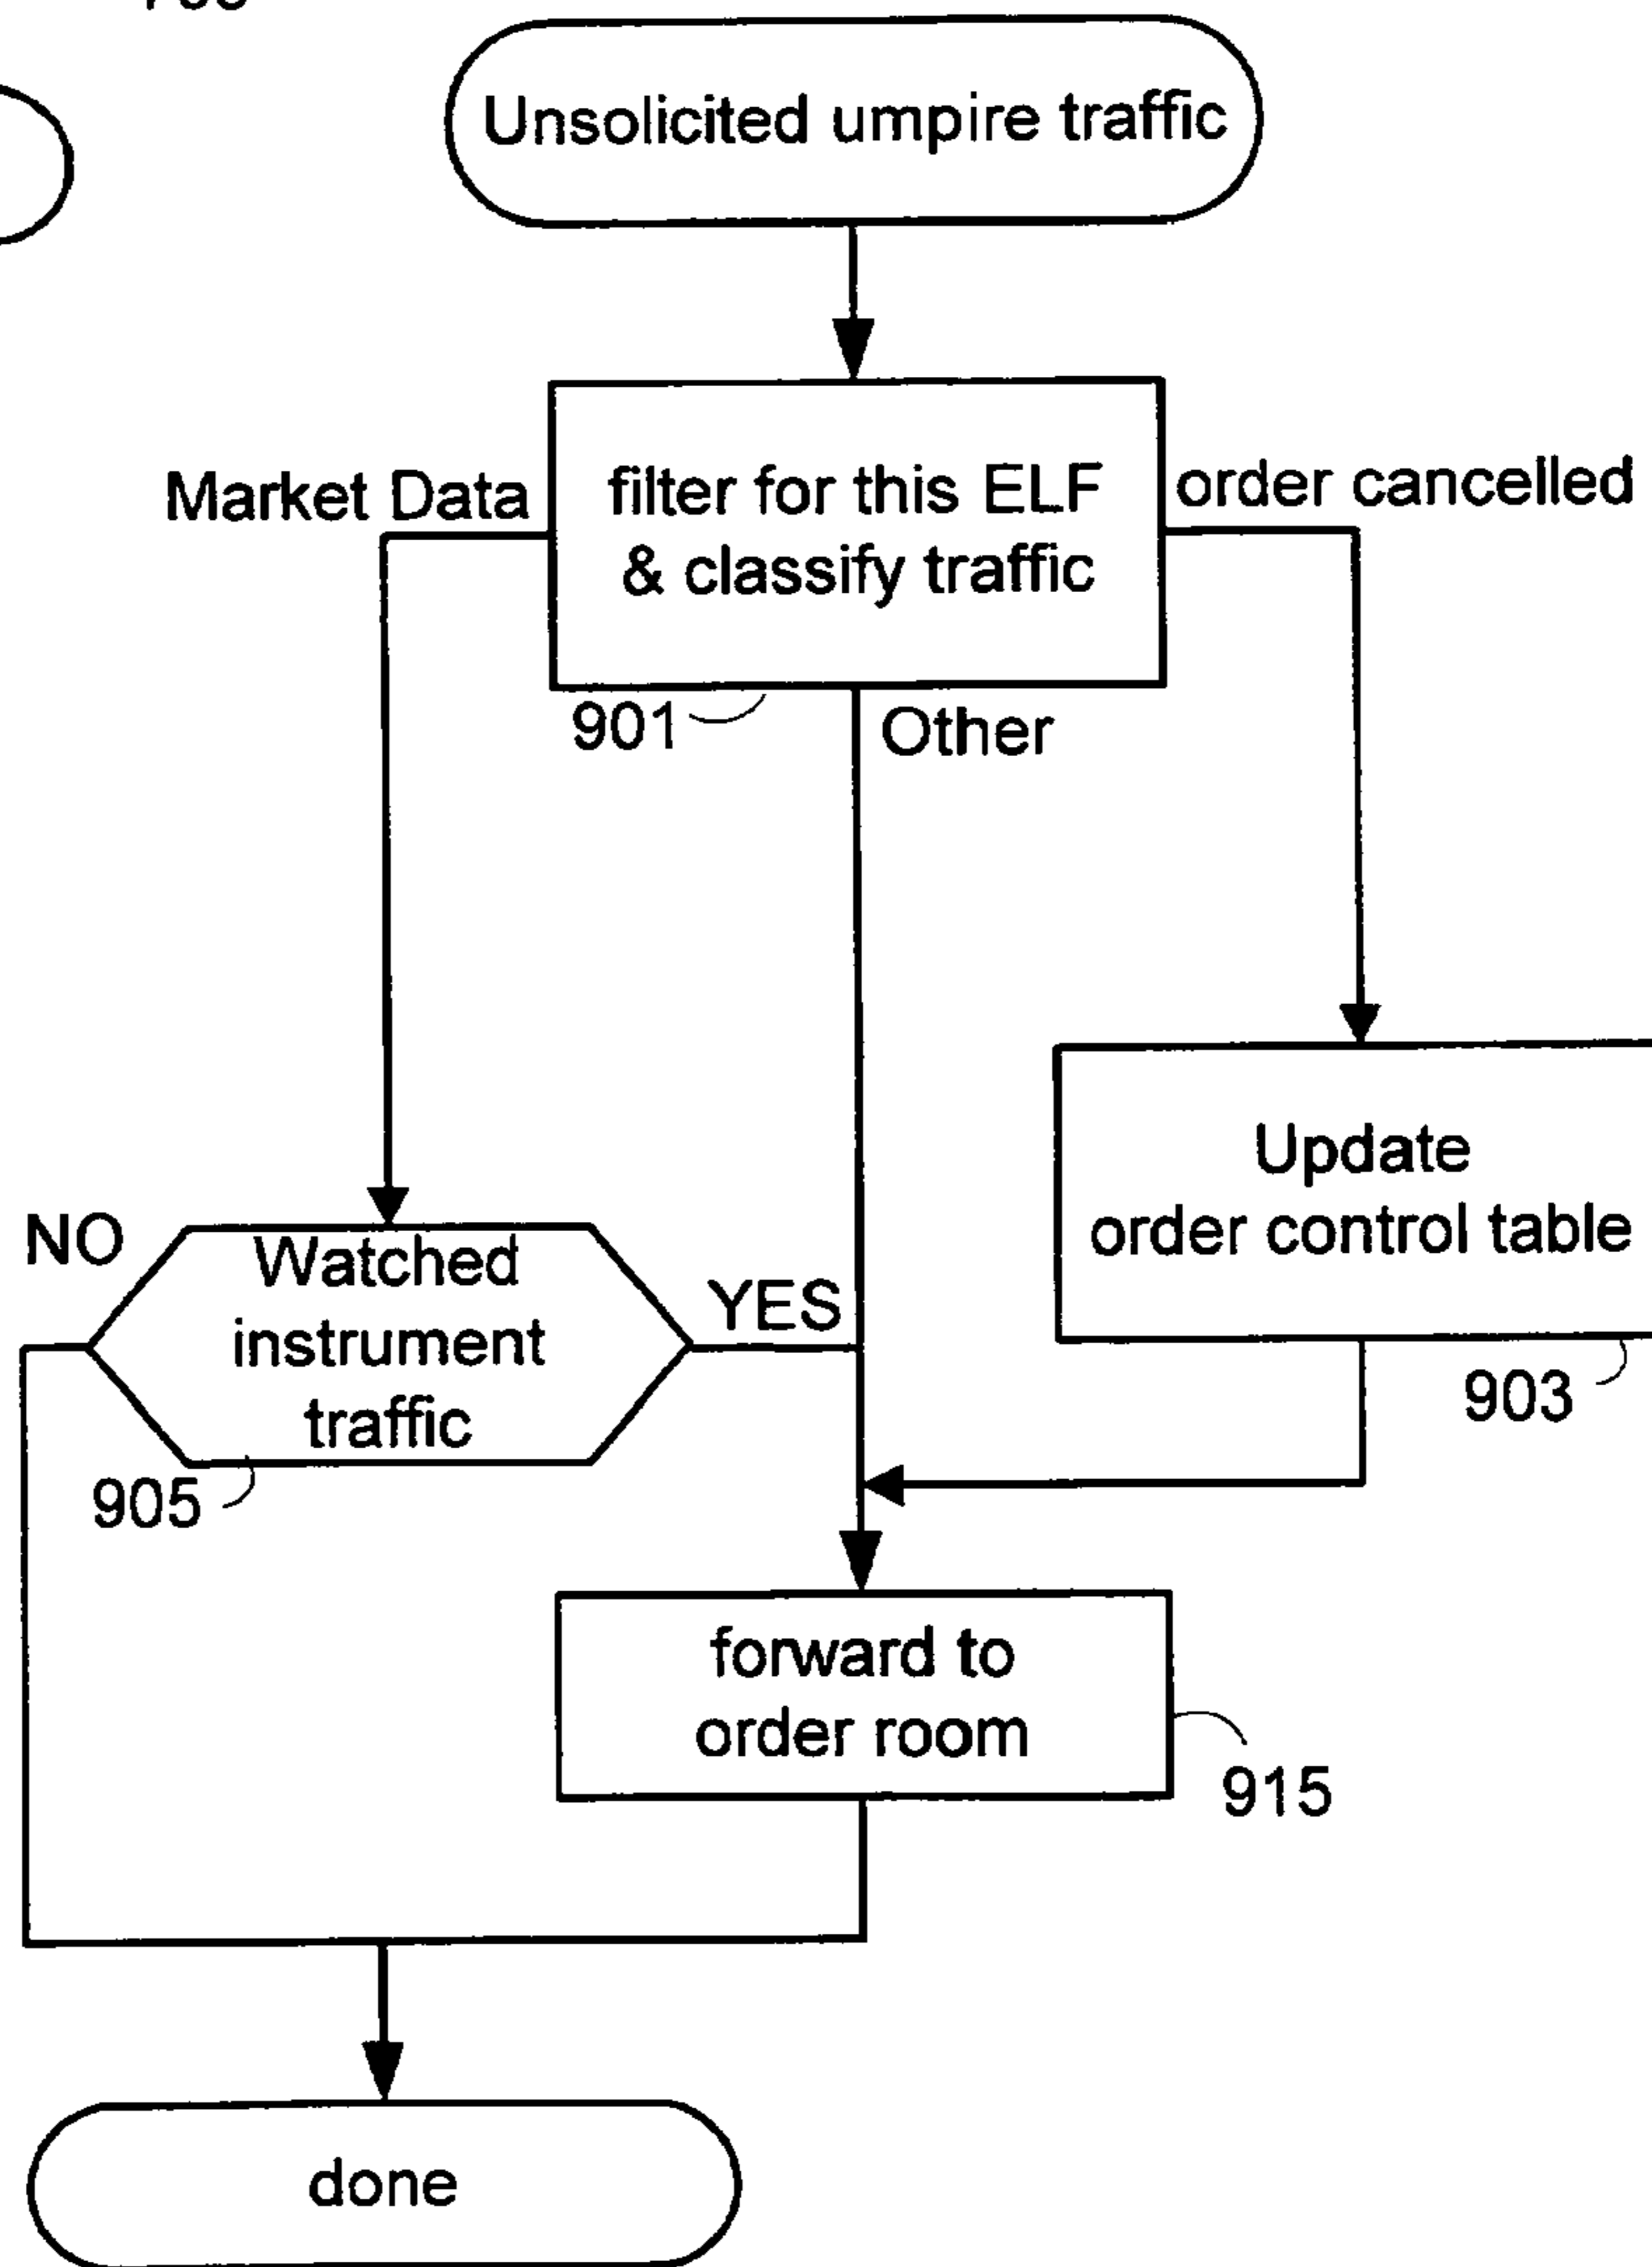 Unsolicited umpire traffic
Market Data
filter for this ELF
& classify traffic
order cancelled
901
Other
Update
order control table
903
NO
Watched
instrument
traffic
YES
905
forward to
order room
915
done